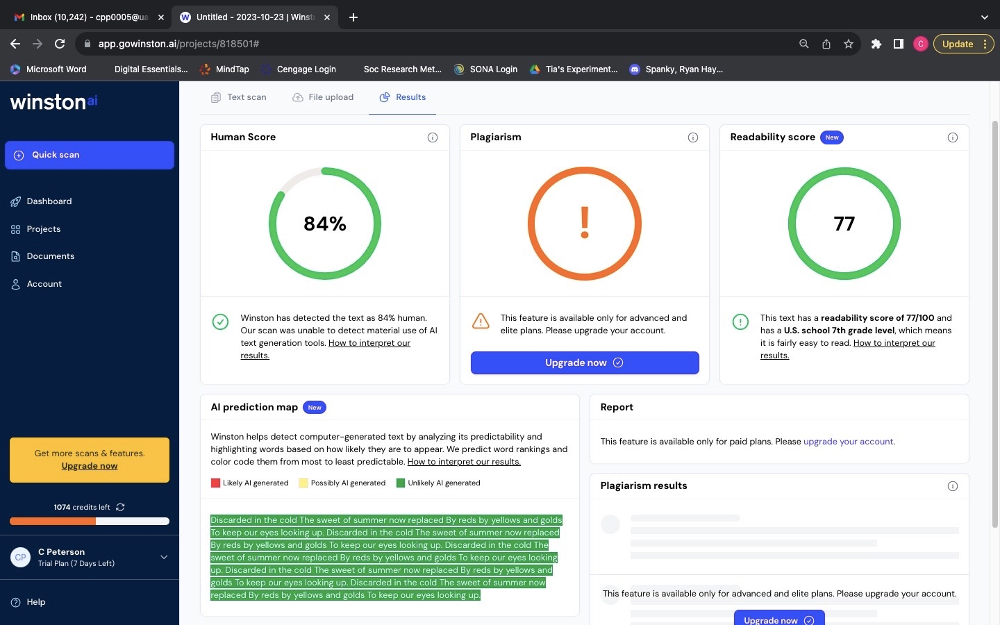 Inbox (10,242) - cpp0005@ua
Untitled - 2023-10-23 | Winst
app.gowinston.ai/projects/818501#
C
Update
Microsoft Word
Digital Essentials...
MindTap
Cengage Login
Soc Research Met...
SONA Login
Tia's Experiment...
Spanky, Ryan Hay...
winston ai
Quick scan
Dashboard
Projects
Documents
Account
Get more scans & features.
Upgrade now
1074 credits left
CP
C Peterson
Trial Plan (7 Days Left)
Help
Text scan
File upload
Results
Human Score
84%
Winston has detected the text as 84% human.
Our scan was unable to detect material use of AI
text generation tools. How to interpret our
results.
Plagiarism
!
This feature is available only for advanced and
elite plans. Please upgrade your account.
Upgrade now
Readability score New
77
This text has a readability score of 77/100 and
has a U.S. school 7th grade level, which means
it is fairly easy to read. How to interpret our
results.
AI prediction map New
Winston helps detect computer-generated text by analyzing its predictability and
highlighting words based on how likely they are to appear. We predict word rankings and
color code them from most to least predictable. How to interpret our results.
Likely AI generated
Possibly AI generated
Unlikely AI generated
Discarded in the cold The sweet of summer now replaced By reds by yellows and golds
To keep our eyes looking up. Discarded in the cold The sweet of summer now replaced
By reds by yellows and golds To keep our eyes looking up. Discarded in the cold The
sweet of summer now replaced By reds by yellows and golds To keep our eyes looking
up. Discarded in the cold The sweet of summer now replaced By reds by yellows and
golds To keep our eyes looking up. Discarded in the cold The sweet of summer now
replaced By reds by yellows and golds To keep our eyes looking up.
Report
This feature is available only for paid plans. Please upgrade your account.
Plagiarism results
This feature is available only for advanced and elite plans. Please upgrade your account.
Upgrade now